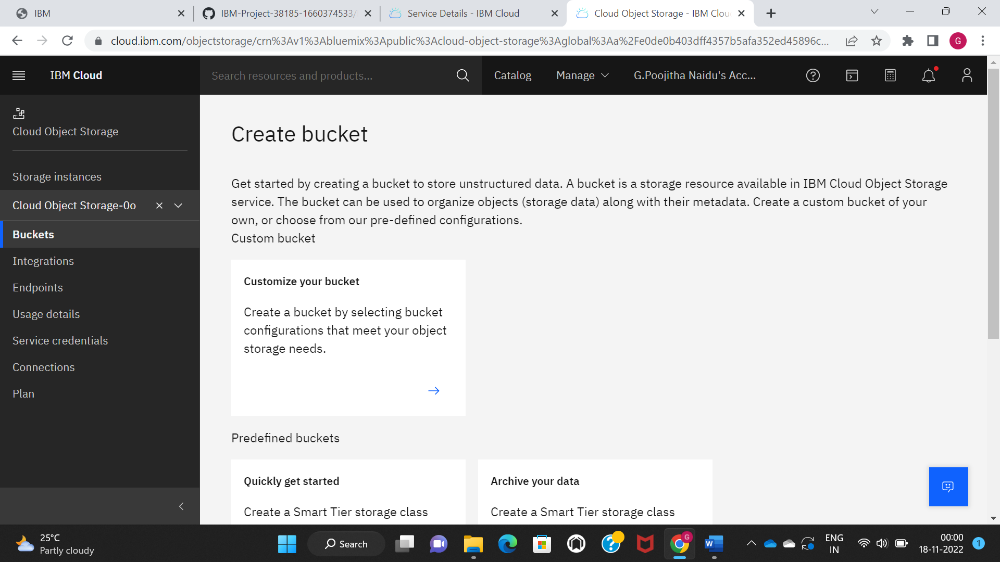 IBM
IBM-Project-38185-1660374533/
Service Details - IBM Cloud
Cloud Object Storage - IBM Clou
cloud.ibm.com/objectstorage/crn%3Av1%3Abluemix%3Apublic%3Acloud-object-storage%3Aglobal%3Aa%2Fe0de0b403dff4357b5afa352ed45896c...
G
IBM Cloud
Search resources and products...
Catalog
Manage
G.Poojitha Naidu's Acc...
Cloud Object Storage
Storage instances
Cloud Object Storage-0o
Buckets
Integrations
Endpoints
Usage details
Service credentials
Connections
Plan
Create bucket
Get started by creating a bucket to store unstructured data. A bucket is a storage resource available in IBM Cloud Object Storage
service. The bucket can be used to organize objects (storage data) along with their metadata. Create a custom bucket of your
own, or choose from our pre-defined configurations.
Custom bucket
Customize your bucket
Create a bucket by selecting bucket
configurations that meet your object
storage needs.
Predefined buckets
Quickly get started
Create a Smart Tier storage class
Archive your data
Create a Smart Tier storage class
25°C
Partly cloudy
Search
G
W
ENG
IN
00:00
18-11-2022
1